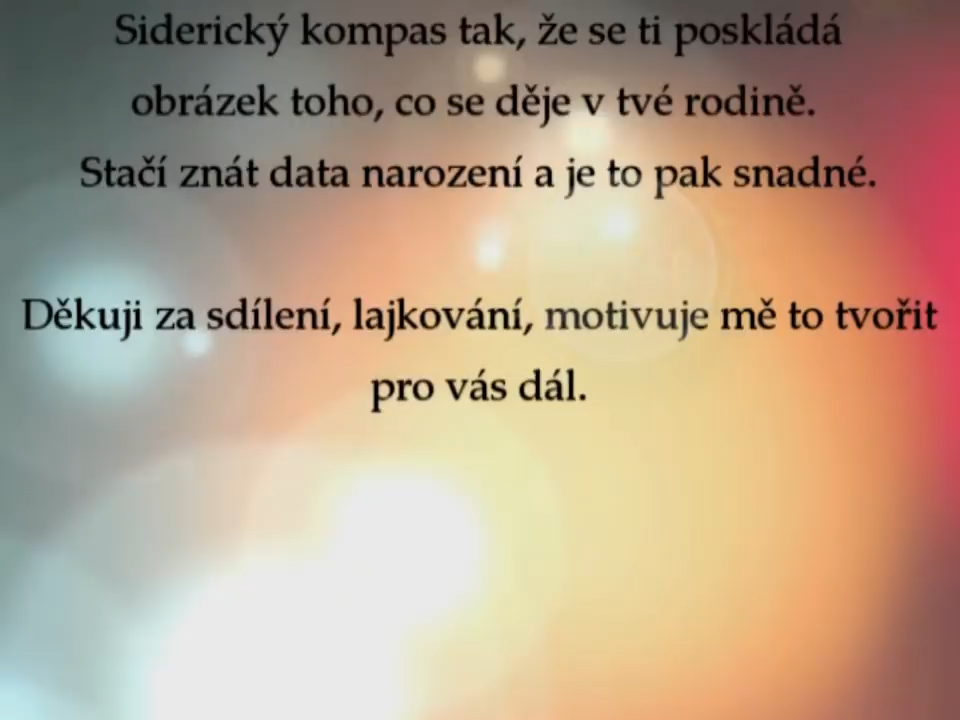 Siderický kompas tak, že se ti poskládá
obrázek toho, co se děje v tvé rodině.
Stačí znát data narození a je to pak snadné.
Děkuji za sdílení, lajkování, motivuje mě to tvořit
pro vás dál.